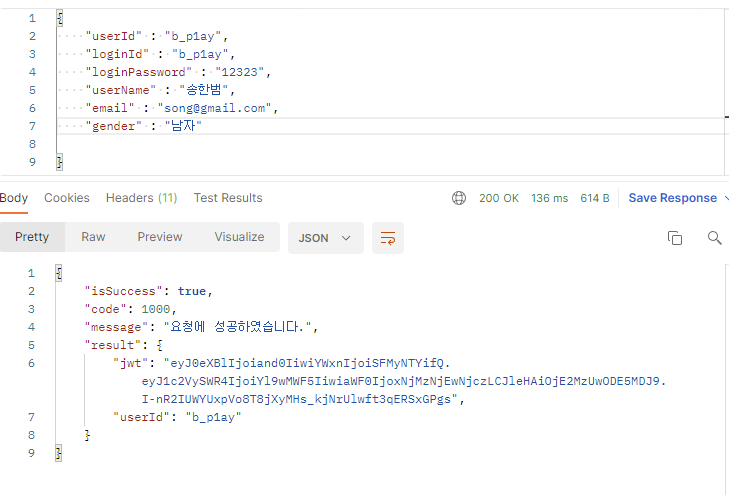 1 {
2 "userId" : "b_p1ay",
3 "loginId" : "b_p1ay",
4 "loginPassword" : "12323",
5 "userName" : "송한범",
6 "email" : "song@gmail.com",
7 "gender" : "남자"
8
9 }
Body Cookies Headers (11) Test Results 200 OK 136 ms 614 B Save Response
Pretty Raw Preview Visualize JSON
1 {
2 "isSuccess": true,
3 "code": 1000,
4 "message": "요청에 성공하였습니다.",
5 "result": {
6 "jwt": "eyJ0eXBlIjoiand0IiwiYWxnIjoiSFMyNTYifQ.
eyJ1c2VySWR4IjoiYl9wMWF5IiwiaWF0IjoxNjMzNjEwNjczLCJleHAiOjE2MzUwODE5MDJ9.
I-nR2IUWYUxpVo8T8jXyMHs_kjNrUlwft3qERSxGPgs",
7 "userId": "b_p1ay"
8 }
9 }